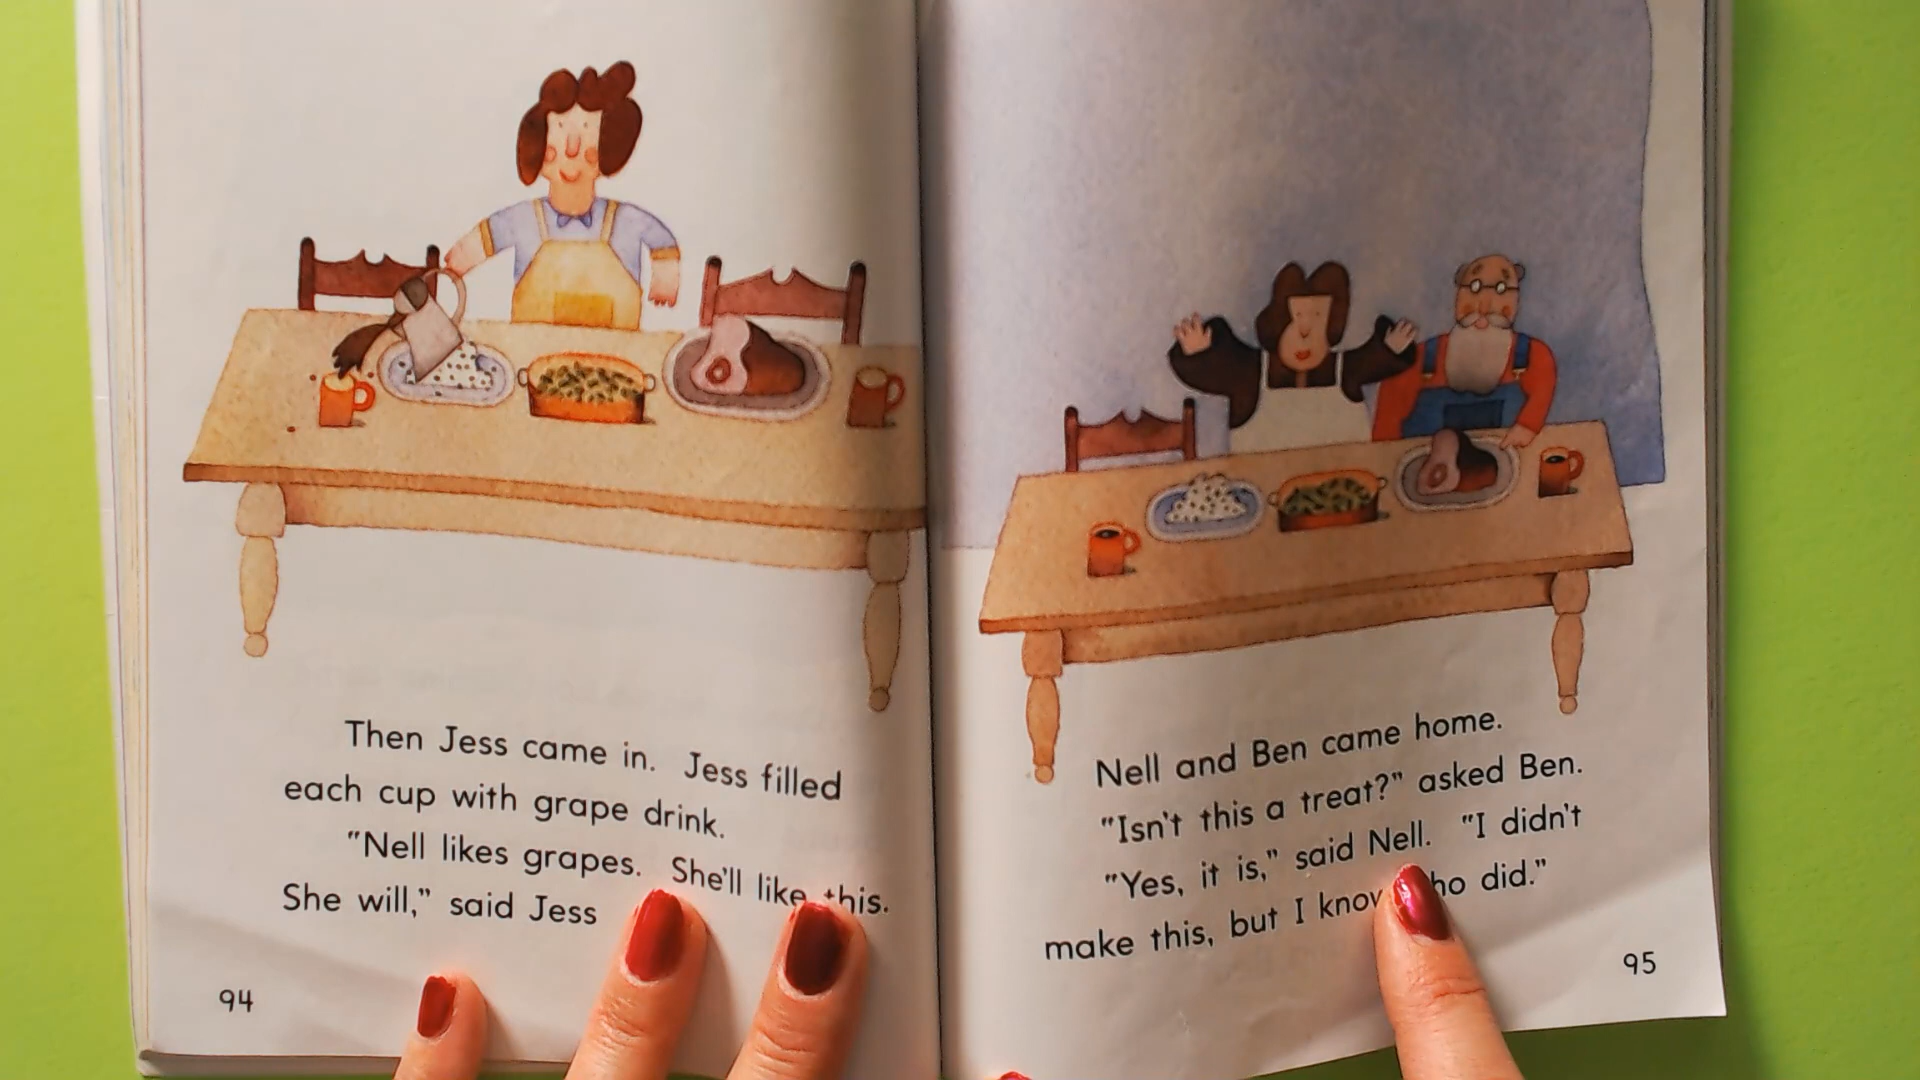 Then Jess came in. Jess filled
each cup with grape drink.
"Nell likes grapes. She'll like this.
She will," said Jess
94
Nell and Ben came home.
"Isn't this a treat?" asked Ben.
"Yes, it is," said Nell. "I didn't
make this, but I know who did."
95